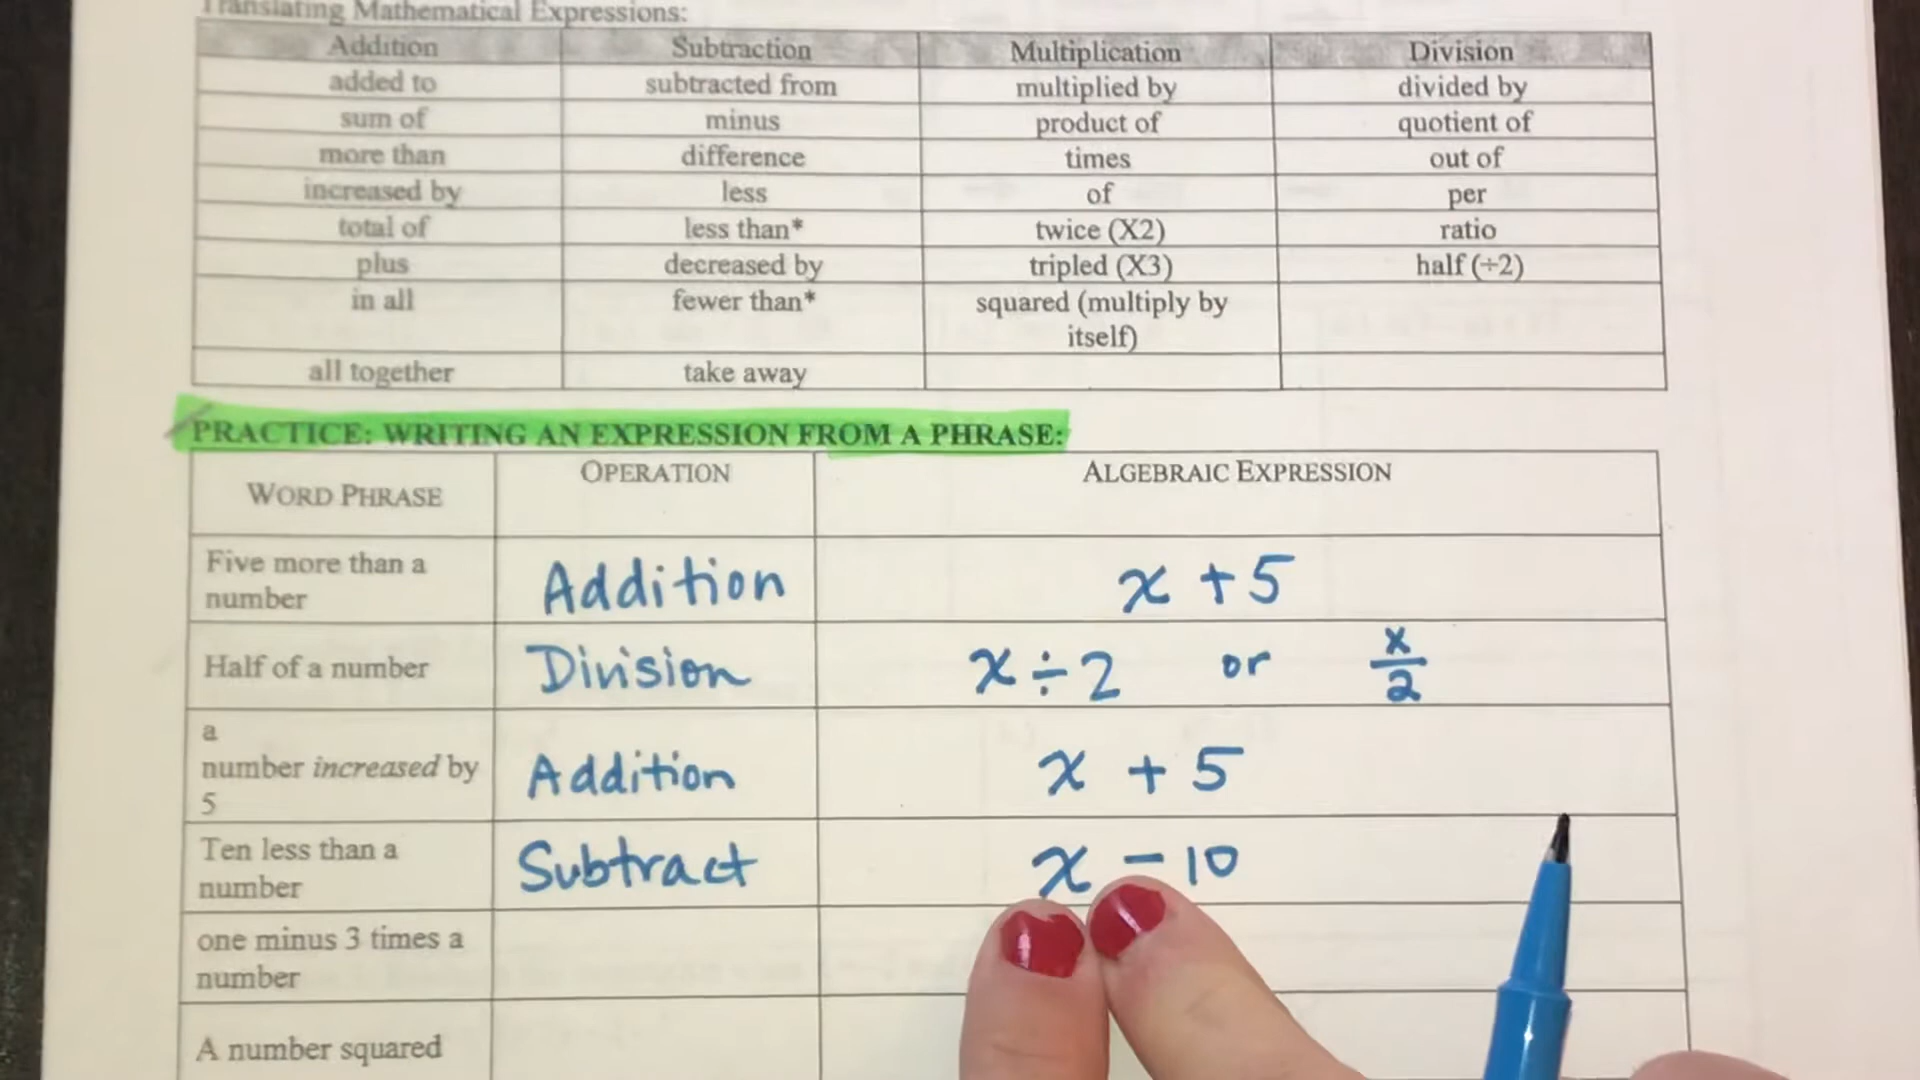 Translating Mathematical Expressions:
Addition Subtraction Multiplication Division
added to subtracted from multiplied by divided by
sum of minus product of quotient of
more than difference times out of
increased by less of per
total of less than* twice (X2) ratio
plus decreased by tripled (X3) half (÷2)
in all fewer than* squared (multiply by
itself)
all together take away
PRACTICE: WRITING AN EXPRESSION FROM A PHRASE:
WORD PHRASE OPERATION ALGEBRAIC EXPRESSION
Five more than a
number
Addition x + 5
Half of a number Division x ÷ 2 or x/2
a
number increased by
5
Addition x + 5
Ten less than a
number
Subtract x - 10
one minus 3 times a
number
A number squared